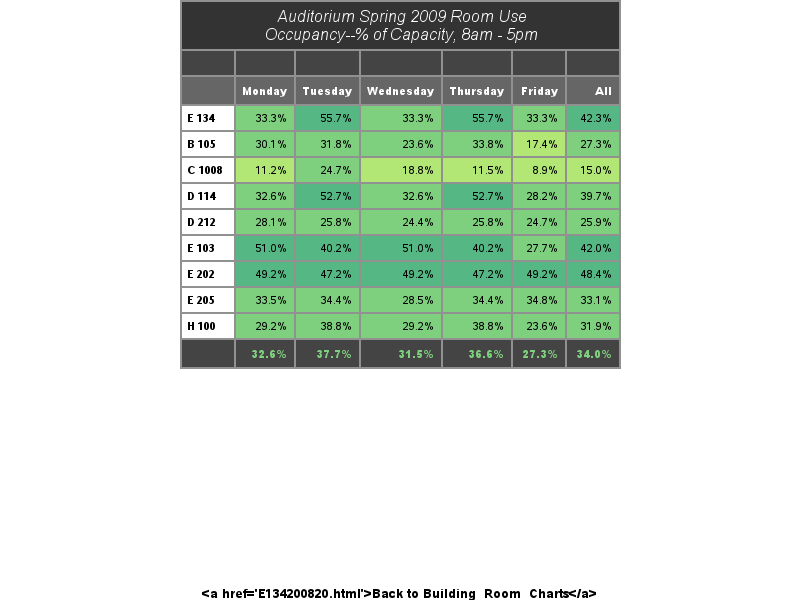 Auditorium Spring 2009 Room Use
Occupancy--% of Capacity, 8am - 5pm
Monday Tuesday Wednesday Thursday Friday All
E 134 33.3% 55.7% 33.3% 55.7% 33.3% 42.3%
B 105 30.1% 31.8% 23.6% 33.8% 17.4% 27.3%
C 1008 11.2% 24.7% 18.8% 11.5% 8.9% 15.0%
D 114 32.6% 52.7% 32.6% 52.7% 28.2% 39.7%
D 212 28.1% 25.8% 24.4% 25.8% 24.7% 25.9%
E 103 51.0% 40.2% 51.0% 40.2% 27.7% 42.0%
E 202 49.2% 47.2% 49.2% 47.2% 49.2% 48.4%
E 205 33.5% 34.4% 28.5% 34.4% 34.8% 33.1%
H 100 29.2% 38.8% 29.2% 38.8% 23.6% 31.9%
32.6% 37.7% 31.5% 36.6% 27.3% 34.0%
<a href='E134200820.html'>Back to Building_Room_Charts</a>